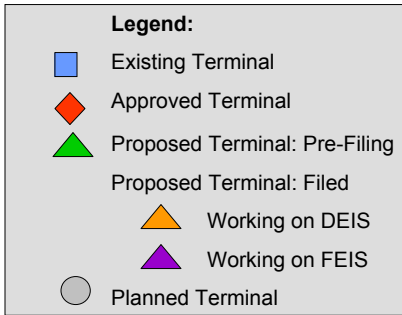 Legend:
Existing Terminal
Approved Terminal
Proposed Terminal: Pre-Filing
Proposed Terminal: Filed
Working on DEIS
Working on FEIS
Planned Terminal